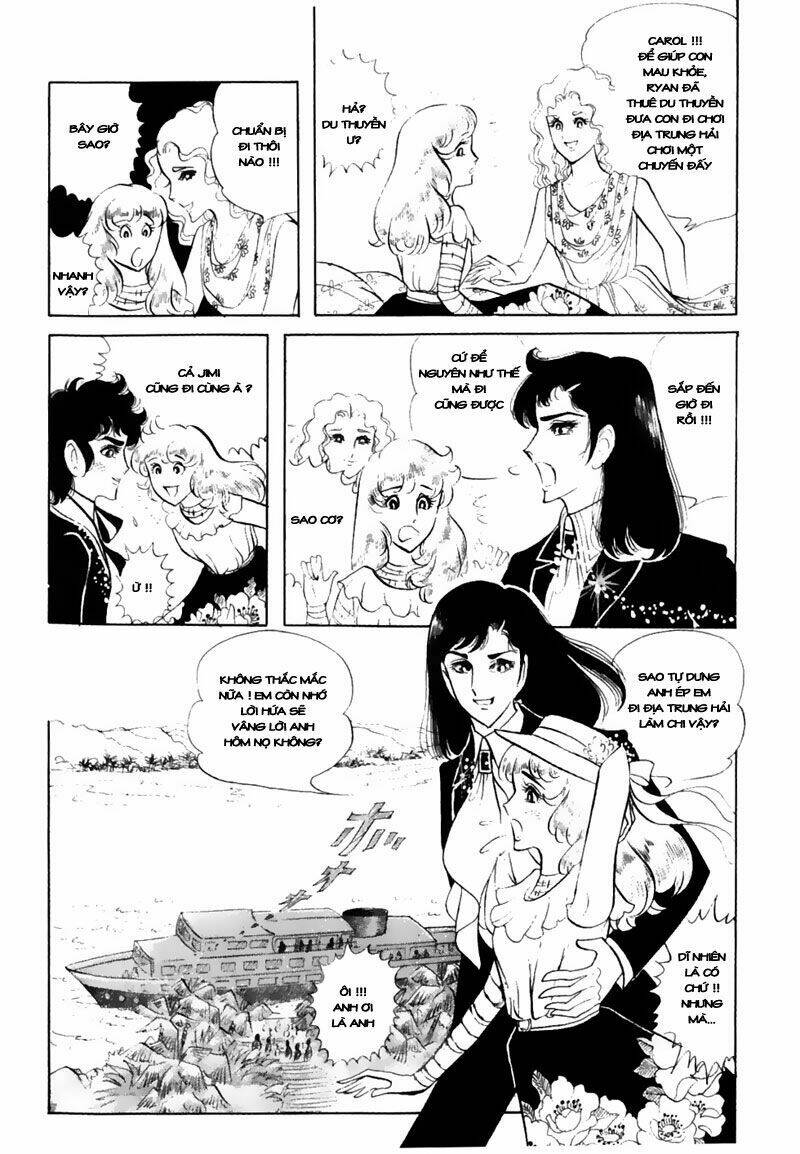 CAROL !!!
ĐỂ GIÚP CON
MAU KHỎE,
RYAN ĐÃ
THUÊ DU THUYỀN
ĐƯA CON ĐI CHƠI
ĐỊA TRUNG HẢI
CHƠI MỘT
CHUYẾN ĐẤY
HẢ?
DU THUYỀN
Ư?
CHUẨN BỊ
ĐI THÔI
NÀO !!!
BÂY GIỜ
SAO?
NHANH
VẬY?
SẮP ĐẾN
GIỜ ĐI
RỒI !!!
CỨ ĐỂ
NGUYÊN NHƯ THẾ
MÀ ĐI
CŨNG ĐƯỢC
SAO CƠ?
CẢ JIMI
CŨNG ĐI CÙNG À ?
Ừ !!
SAO TỰ DƯNG
ANH ÉP EM
ĐI ĐỊA TRUNG HẢI
LÀM CHI VẬY?
KHÔNG THẮC MẮC
NỮA ! EM CÒN NHỚ
LỜI HỨA SẼ
VÂNG LỜI ANH
HÔM NỌ KHÔNG?
ボォォ
DĨ NHIÊN
LÀ CÓ
CHỨ !!
NHƯNG
MÀ...
ÔI !!!
ANH ƠI
LÀ ANH